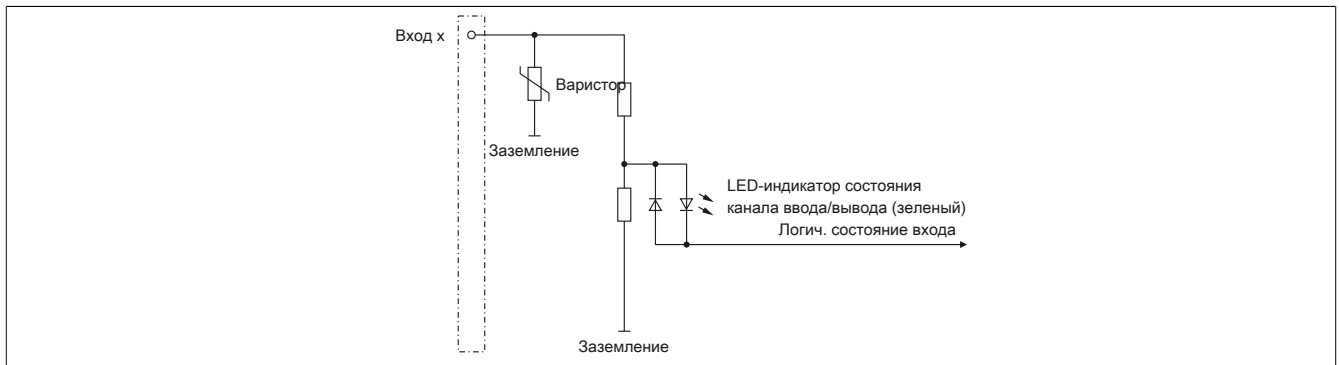 Вход x
Варистор
Заземление
LED-индикатор состояния
канала ввода/вывода (зеленый)
Логич. состояние входа
Заземление